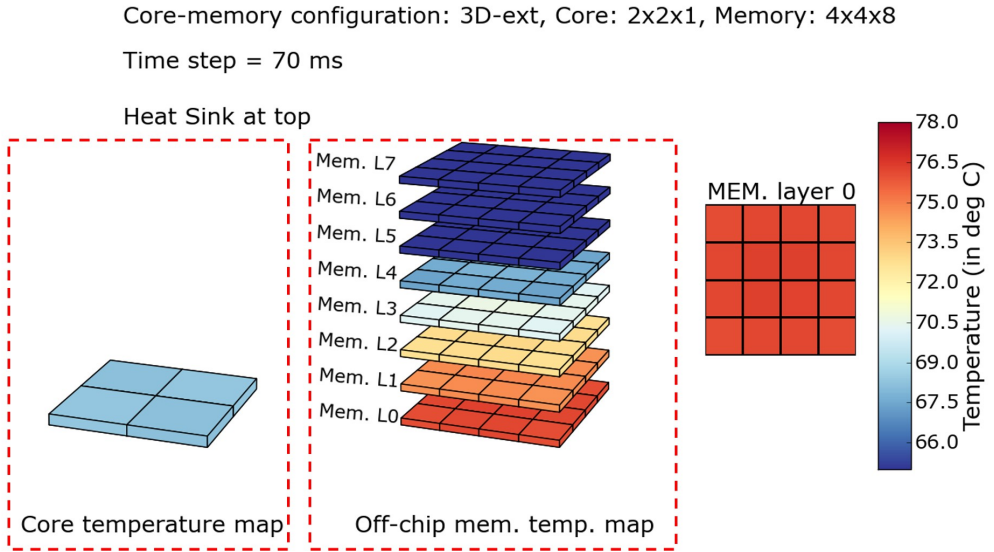 Core-memory configuration: 3D-ext, Core: 2x2x1, Memory: 4x4x8
Time step = 70 ms
Heat Sink at top
Mem. L7
Mem. L6
Mem. L5
Mem. L4
Mem. L3
Mem. L2
Mem. L1
Mem. L0
Core temperature map
Off-chip mem. temp. map
MEM. layer 0
78.0
76.5
75.0
73.5
72.0
70.5
69.0
67.5
66.0
Temperature (in deg C)